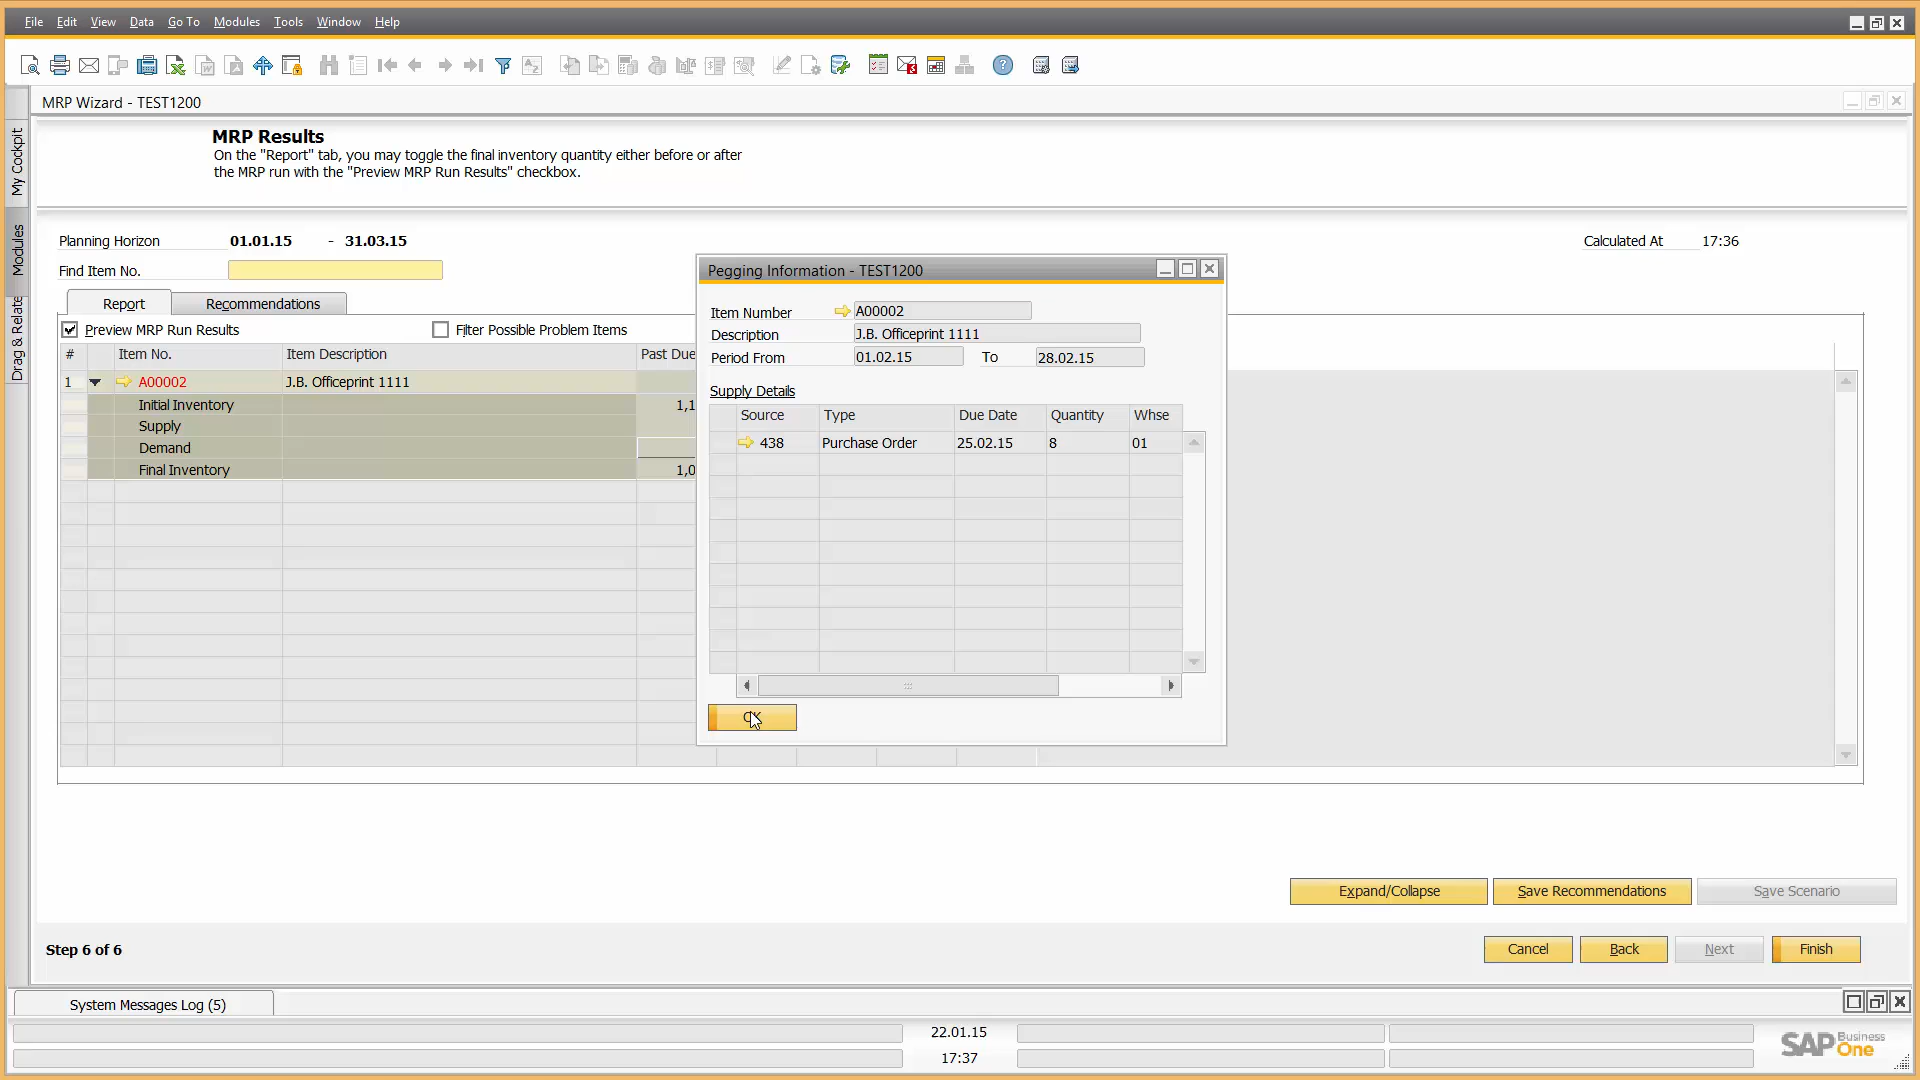 File Edit View Data Go To Modules Tools Window Help
MRP Wizard - TEST1200
My Cockpit
Modules
Drag & Relate
MRP Results
On the "Report" tab, you may toggle the final inventory quantity either before or after
the MRP run with the "Preview MRP Run Results" checkbox.
Planning Horizon 01.01.15 - 31.03.15
Calculated At 17:36
Find Item No.
Report Recommendations
Preview MRP Run Results Filter Possible Problem Items
# Item No. Item Description Past Due
1 A00002 J.B. Officeprint 1111
Initial Inventory 1,1
Supply
Demand
Final Inventory 1,0
Pegging Information - TEST1200
Item Number A00002
Description J.B. Officeprint 1111
Period From 01.02.15 To 28.02.15
Supply Details
Source Type Due Date Quantity Whse
438 Purchase Order 25.02.15 8 01
OK
Expand/Collapse Save Recommendations Save Scenario
Step 6 of 6
Cancel Back Next Finish
System Messages Log (5)
22.01.15
17:37
SAP Business One